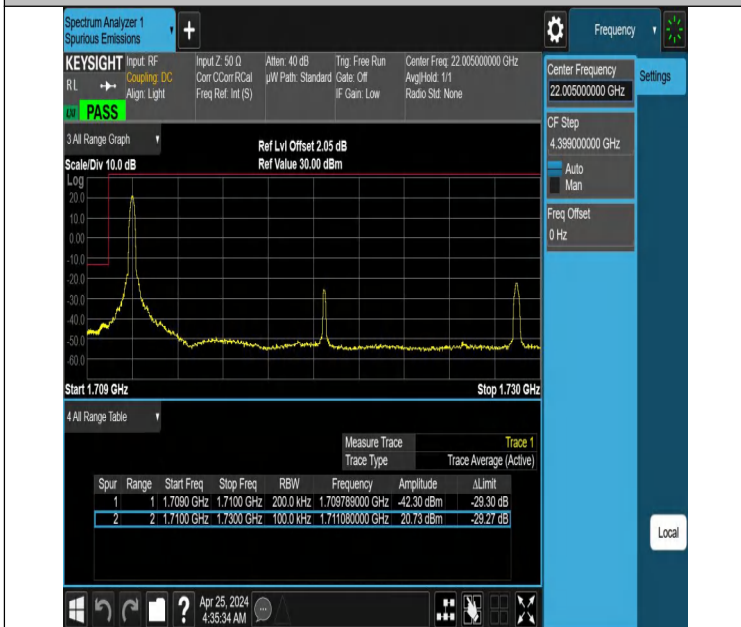 Spectrum Analyzer 1
Spurious Emissions
+
Frequency
KEYSIGHT Input: RF Input Z: 50 Ω Atten: 40 dB Trig: Free Run Center Freq: 22.005000000 GHz
RL Coupling: DC Corr CCorr RCal µW Path: Standard Gate: Off Avg|Hold: 1/1
Align: Light Freq Ref: Int (S) IF Gain: Low Radio Std: None
LXI PASS
Center Frequency
22.005000000 GHz
Settings
CF Step
4.399000000 GHz
Auto
Man
Freq Offset
0 Hz
3 All Range Graph
Ref Lvl Offset 2.05 dB
Scale/Div 10.0 dB Ref Value 30.00 dBm
Log
20.0
10.0
0.00
-10.0
-20.0
-30.0
-40.0
-50.0
-60.0
Start 1.709 GHz Stop 1.730 GHz
4 All Range Table
Measure Trace Trace 1
Trace Type Trace Average (Active)
Spur Range Start Freq Stop Freq RBW Frequency Amplitude ΔLimit
1 1 1.7090 GHz 1.7100 GHz 200.0 kHz 1.709789000 GHz -42.30 dBm -29.30 dB
2 2 1.7100 GHz 1.7300 GHz 100.0 kHz 1.711080000 GHz 20.73 dBm -29.27 dB
Local
? Apr 25, 2024
4:35:34 AM